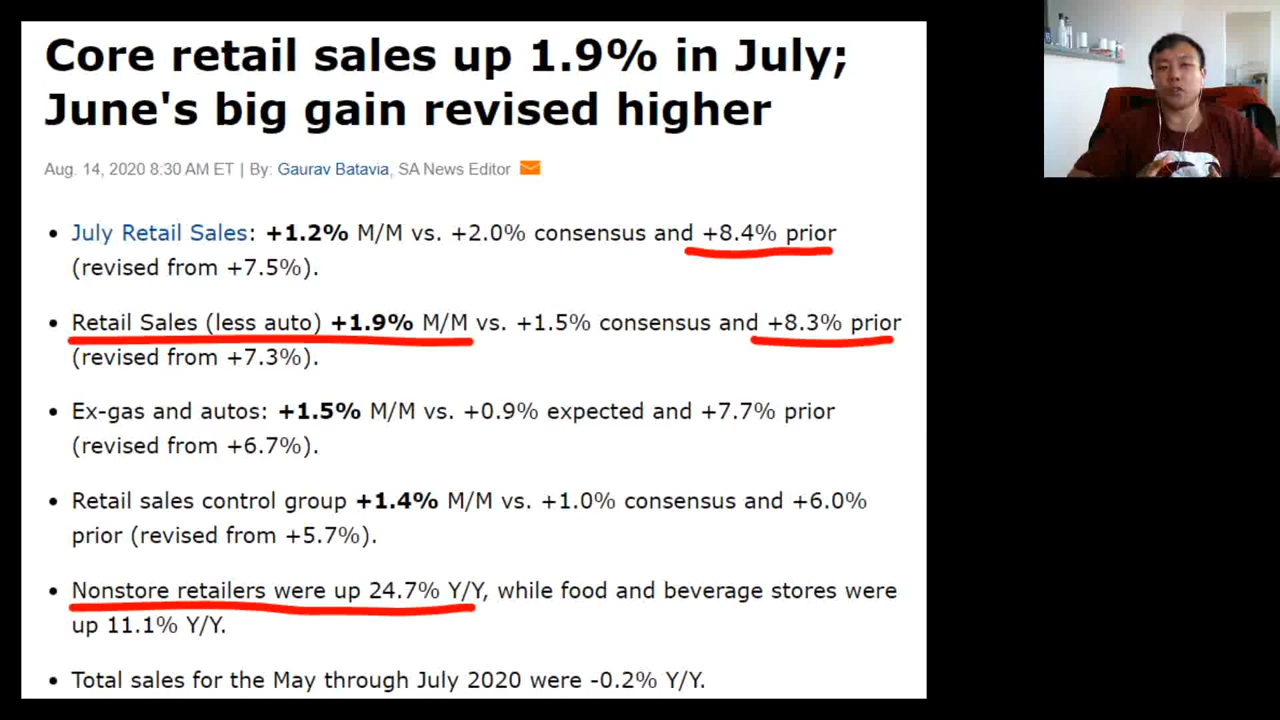 Core retail sales up 1.9% in July;
June's big gain revised higher
Aug. 14, 2020 8:30 AM ET | By: Gaurav Batavia, SA News Editor
• July Retail Sales: +1.2% M/M vs. +2.0% consensus and +8.4% prior
(revised from +7.5%).
• Retail Sales (less auto) +1.9% M/M vs. +1.5% consensus and +8.3% prior
(revised from +7.3%).
• Ex-gas and autos: +1.5% M/M vs. +0.9% expected and +7.7% prior
(revised from +6.7%).
• Retail sales control group +1.4% M/M vs. +1.0% consensus and +6.0%
prior (revised from +5.7%).
• Nonstore retailers were up 24.7% Y/Y, while food and beverage stores were
up 11.1% Y/Y.
• Total sales for the May through July 2020 were -0.2% Y/Y.